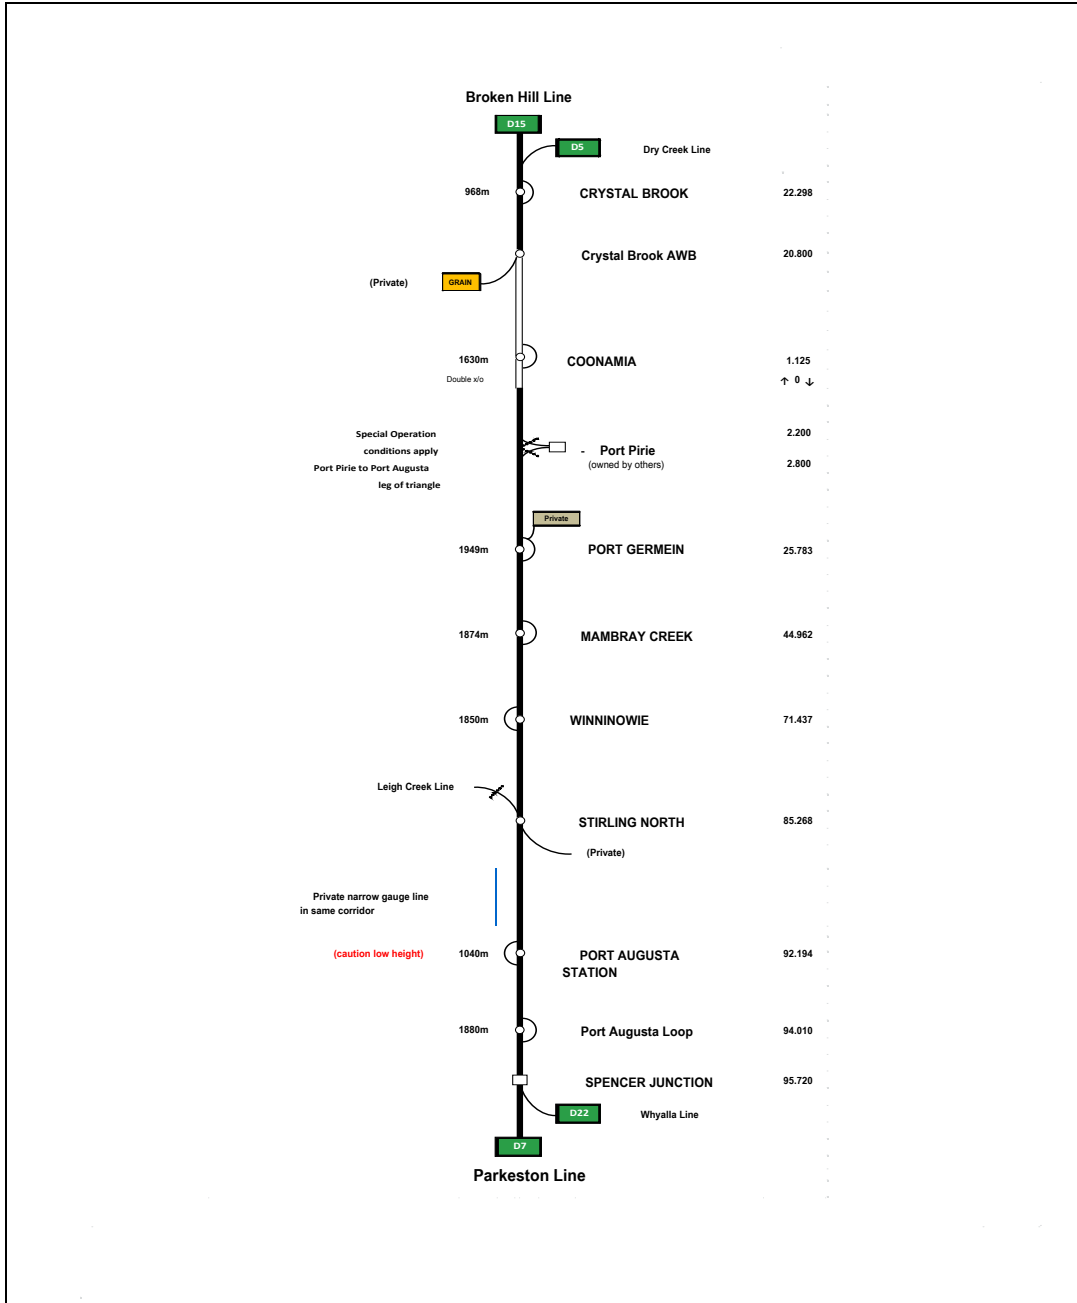 Broken Hill Line
D15
D5
Dry Creek Line
968m
CRYSTAL BROOK
22.298
Crystal Brook AWB
20.800
(Private)
GRAIN
1630m
COONAMIA
1.125
Double x/o
↑ 0 ↓
Special Operation
conditions apply
Port Pirie to Port Augusta
leg of triangle
2.200
- Port Pirie
(owned by others)
2.800
Private
1949m
PORT GERMEIN
25.783
1874m
MAMBRAY CREEK
44.962
1850m
WINNINOWIE
71.437
Leigh Creek Line
STIRLING NORTH
85.268
(Private)
Private narrow gauge line
in same corridor
(caution low height)
1040m
PORT AUGUSTA
STATION
92.194
1880m
Port Augusta Loop
94.010
SPENCER JUNCTION
95.720
D22
Whyalla Line
D7
Parkeston Line